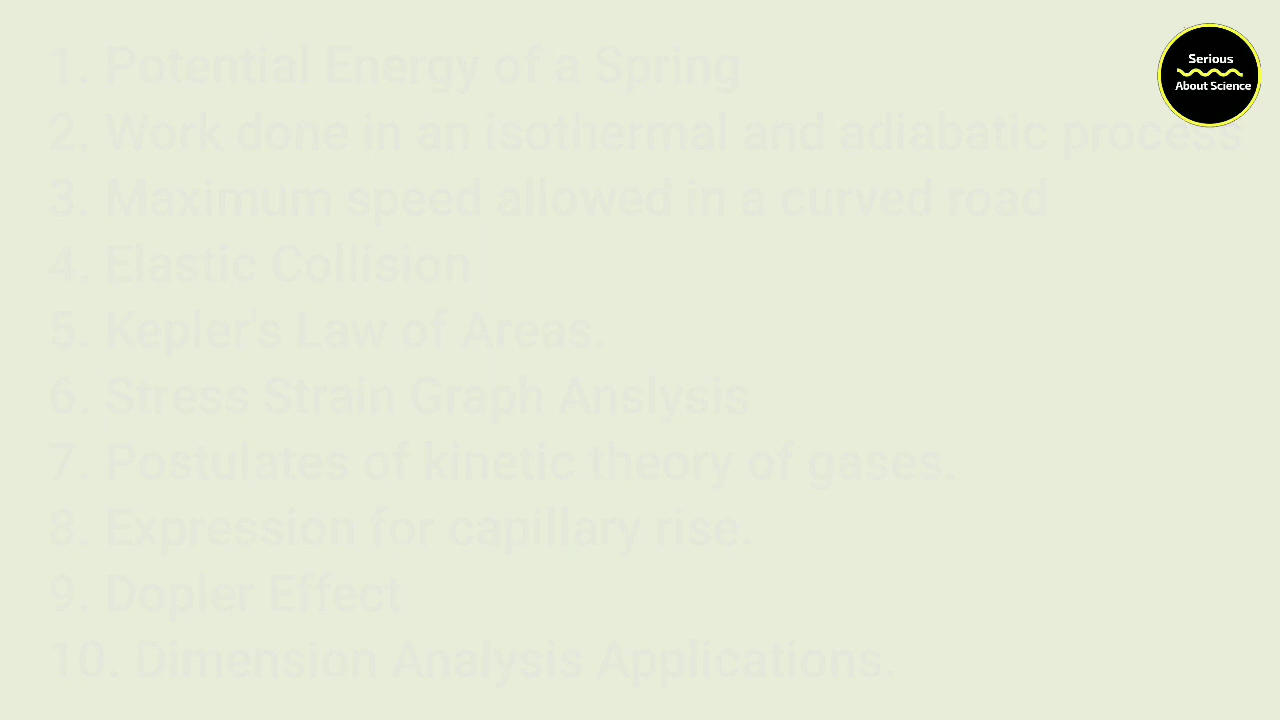 1. Potential Energy of a Spring
2. Work done in an isothermal and adiabatic process
3. Maximum speed allowed in a curved road
4. Elastic Collision
5. Kepler's Law of Areas.
6. Stress Strain Graph Anslysis
7. Postulates of kinetic theory of gases.
8. Expression for capillary rise.
9. Dopler Effect
10. Dimension Analysis Applications.
Serious
About Science